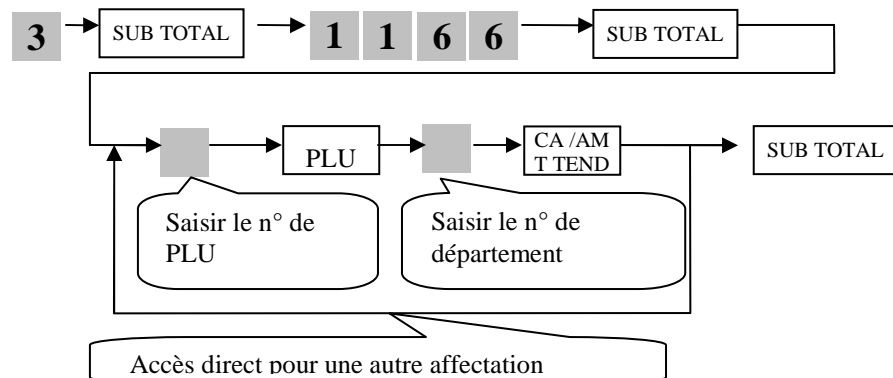 3 SUB TOTAL 1 1 6 6 SUB TOTAL
PLU CA /AM SUB TOTAL
T TEND
Saisir le n° de
PLU
Saisir le n° de
département
Accès direct pour une autre affectation